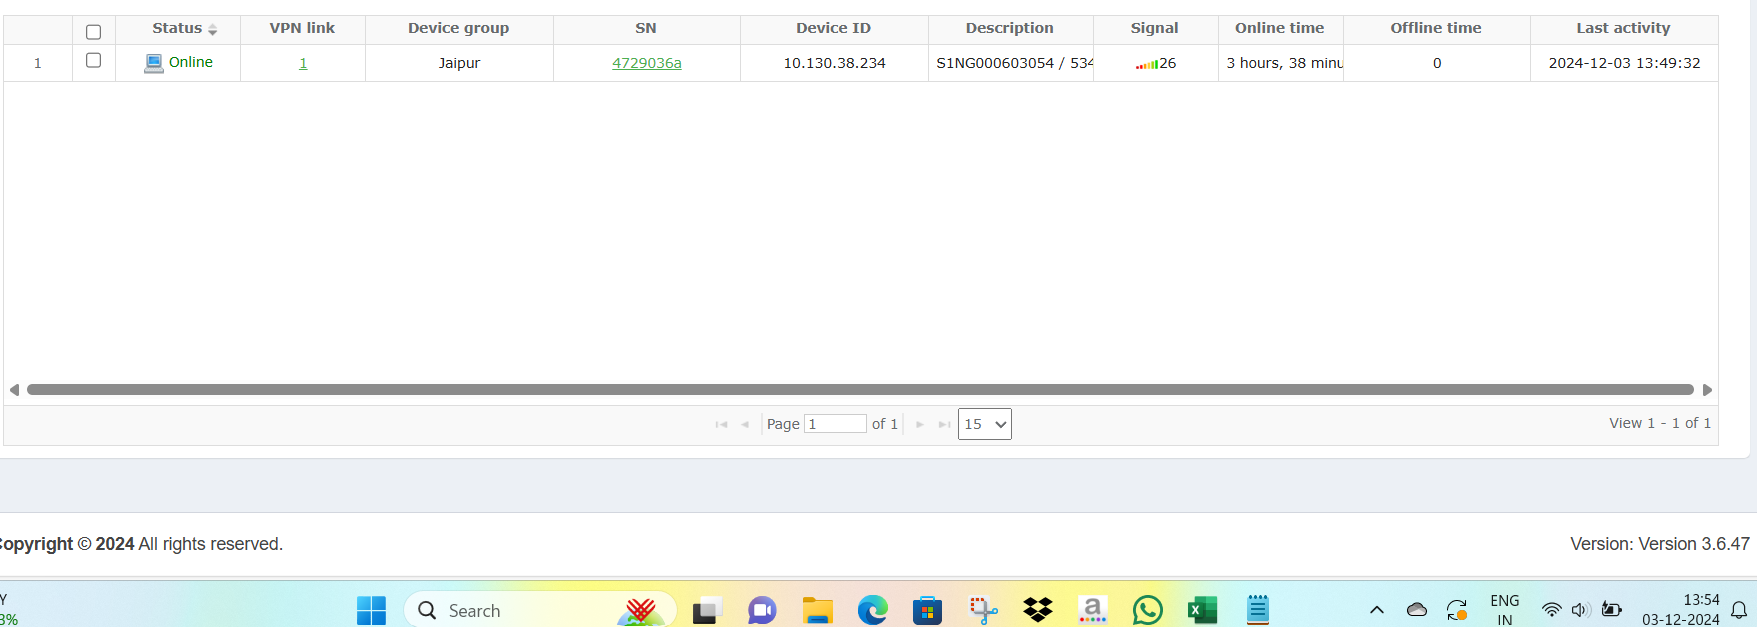 Status VPN link Device group SN Device ID Description Signal Online time Offline time Last activity
1 Online 1 Jaipur 4729036a 10.130.38.234 S1NG000603054 / 534 26 3 hours, 38 minu 0 2024-12-03 13:49:32
Page 1 of 1 15 View 1 - 1 of 1
Copyright © 2024 All rights reserved. Version: Version 3.6.47
Y
3%
Search
a
X
ENG
IN
13:54
03-12-2024